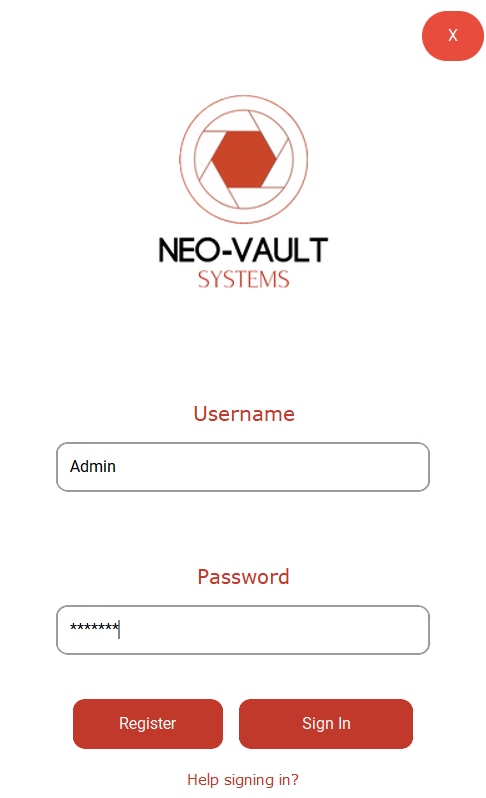 X
NEO-VAULT
SYSTEMS
Username
Admin
Password
*******
Register Sign In
Help signing in?